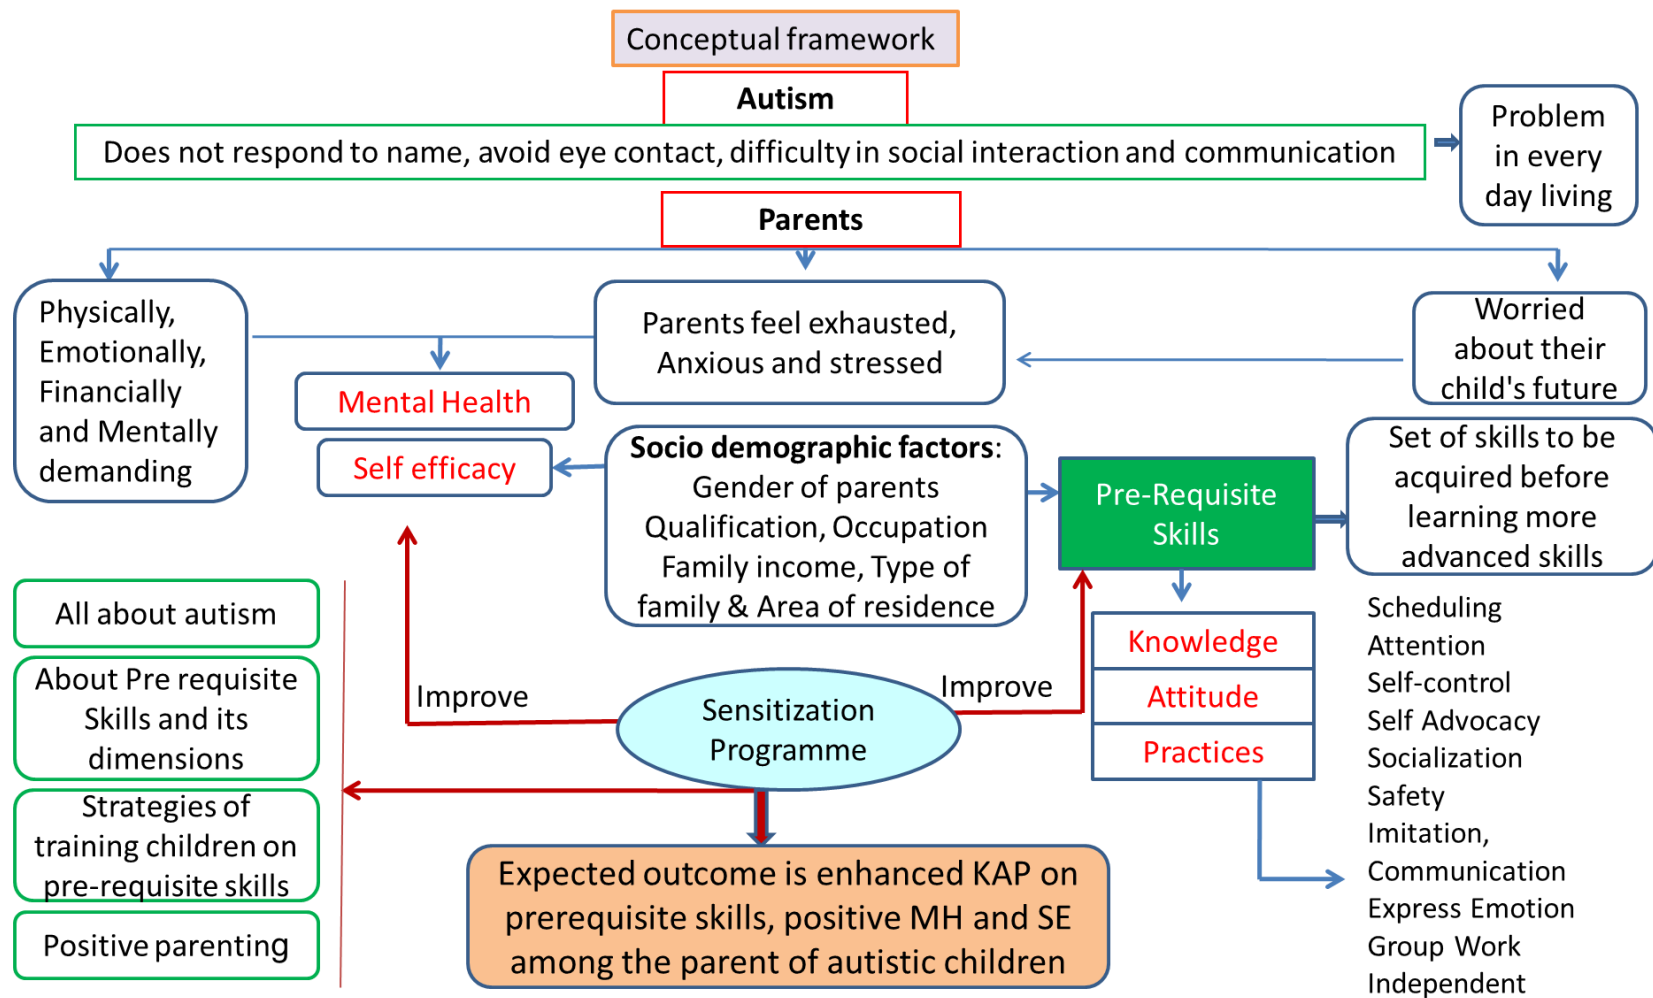 Conceptual framework
Autism
Does not respond to name, avoid eye contact, difficulty in social interaction and communication
Problem
in every
day living
Parents
Physically,
Emotionally,
Financially
and Mentally
demanding
Parents feel exhausted,
Anxious and stressed
Worried
about their
child's future
Mental Health
Self efficacy
Socio demographic factors:
Gender of parents
Qualification, Occupation
Family income, Type of
family & Area of residence
Pre-Requisite
Skills
Set of skills to be
acquired before
learning more
advanced skills
All about autism
About Pre requisite
Skills and its
dimensions
Strategies of
training children on
pre-requisite skills
Positive parenting
Improve
Sensitization
Programme
Improve
Knowledge
Attitude
Practices
Scheduling
Attention
Self-control
Self Advocacy
Socialization
Safety
Imitation,
Communication
Express Emotion
Group Work
Independent
Expected outcome is enhanced KAP on
prerequisite skills, positive MH and SE
among the parent of autistic children